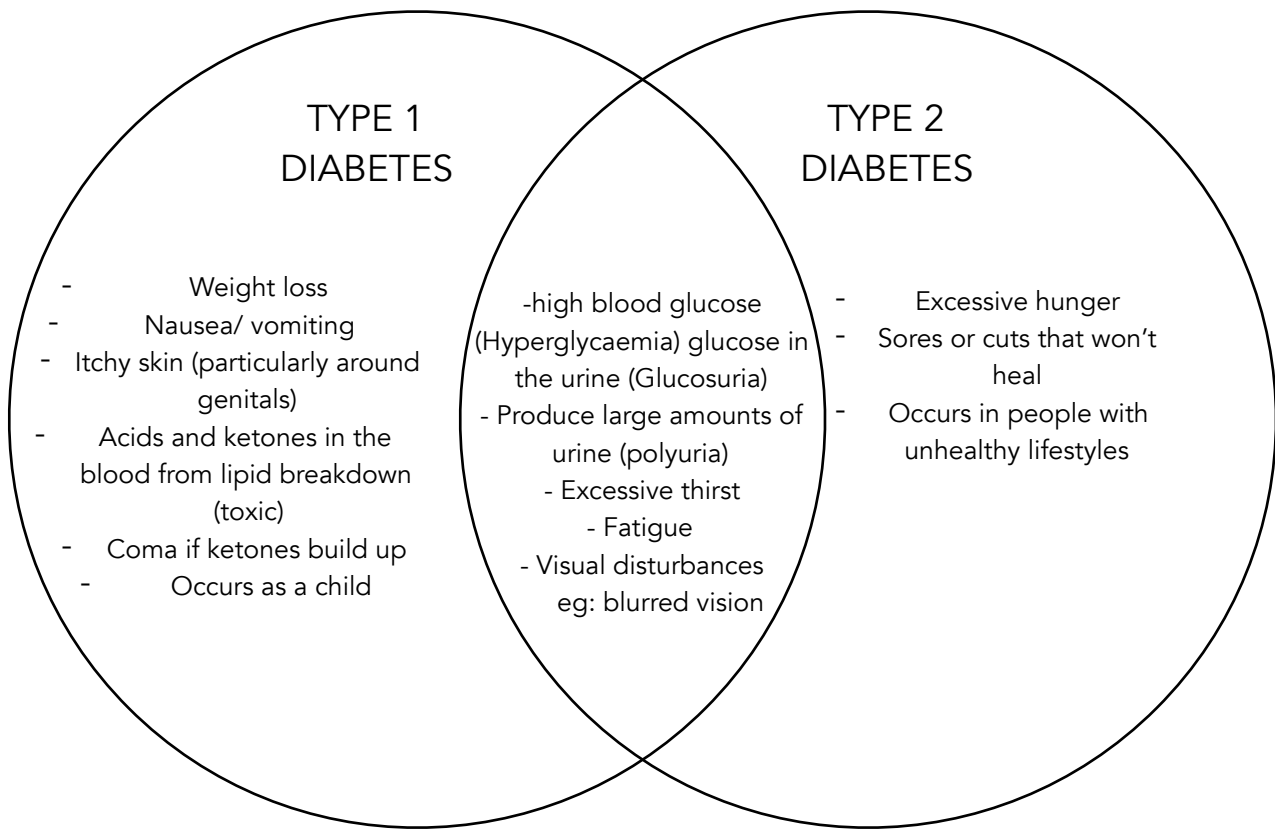 TYPE 1
DIABETES
- Weight loss
- Nausea/ vomiting
- Itchy skin (particularly around
genitals)
- Acids and ketones in the
blood from lipid breakdown
(toxic)
- Coma if ketones build up
- Occurs as a child
-high blood glucose
(Hyperglycaemia) glucose in
the urine (Glucosuria)
- Produce large amounts of
urine (polyuria)
- Excessive thirst
- Fatigue
- Visual disturbances
eg: blurred vision
TYPE 2
DIABETES
- Excessive hunger
- Sores or cuts that won’t
heal
- Occurs in people with
unhealthy lifestyles